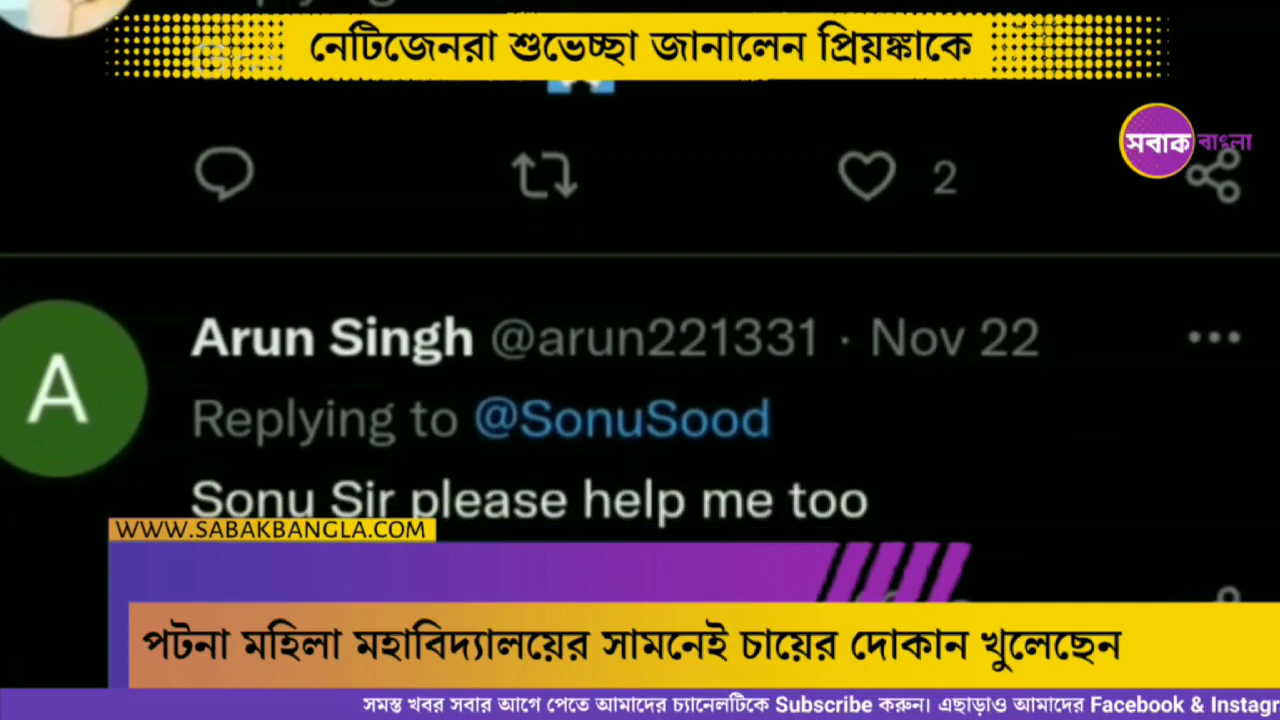 নেটিজেনরা শুভেচ্ছা জানালেন প্রিয়ঙ্কাকে
সবাক বাংলা
2
A
Arun Singh @arun221331 · Nov 22
Replying to @SonuSood
Sonu Sir please help me too
WWW.SABAKBANGLA.COM
পটনা মহিলা মহাবিদ্যালয়ের সামনেই চায়ের দোকান খুলেছেন
সমস্ত খবর সবার আগে পেতে আমাদের চ্যানেলটিকে Subscribe করুন। এছাড়াও আমাদের Facebook & Instagr